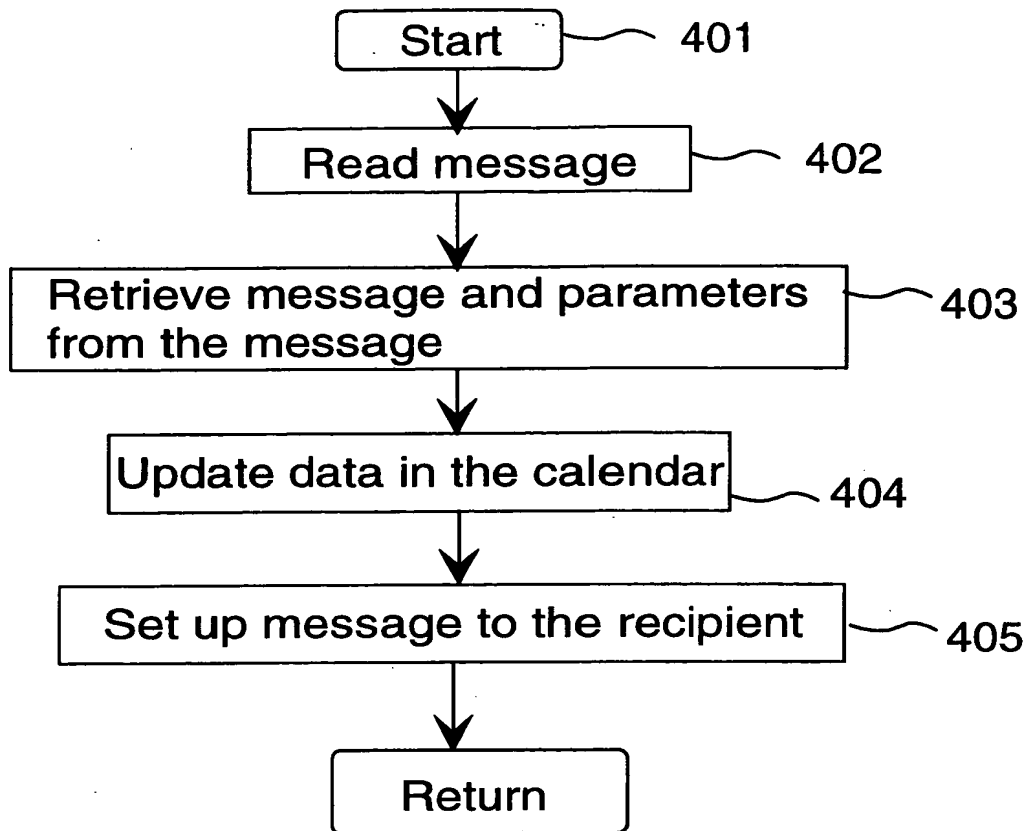 Start
401
Read message
402
Retrieve message and parameters
from the message
403
Update data in the calendar
404
Set up message to the recipient
405
Return